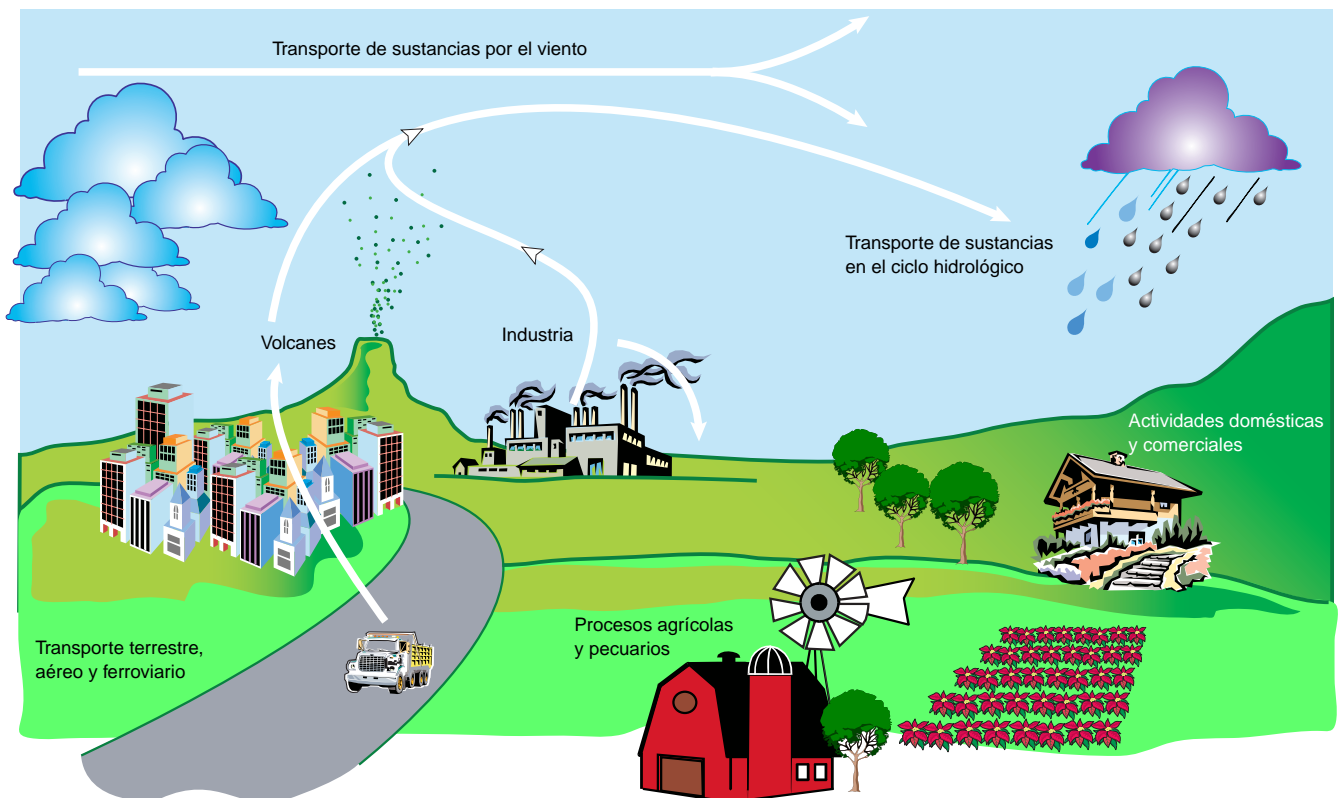 Transporte de sustancias por el viento
Transporte de sustancias
en el ciclo hidrológico
Volcanes
Industria
Actividades domésticas
y comerciales
Procesos agrícolas
y pecuarios
Transporte terrestre,
aéreo y ferroviario